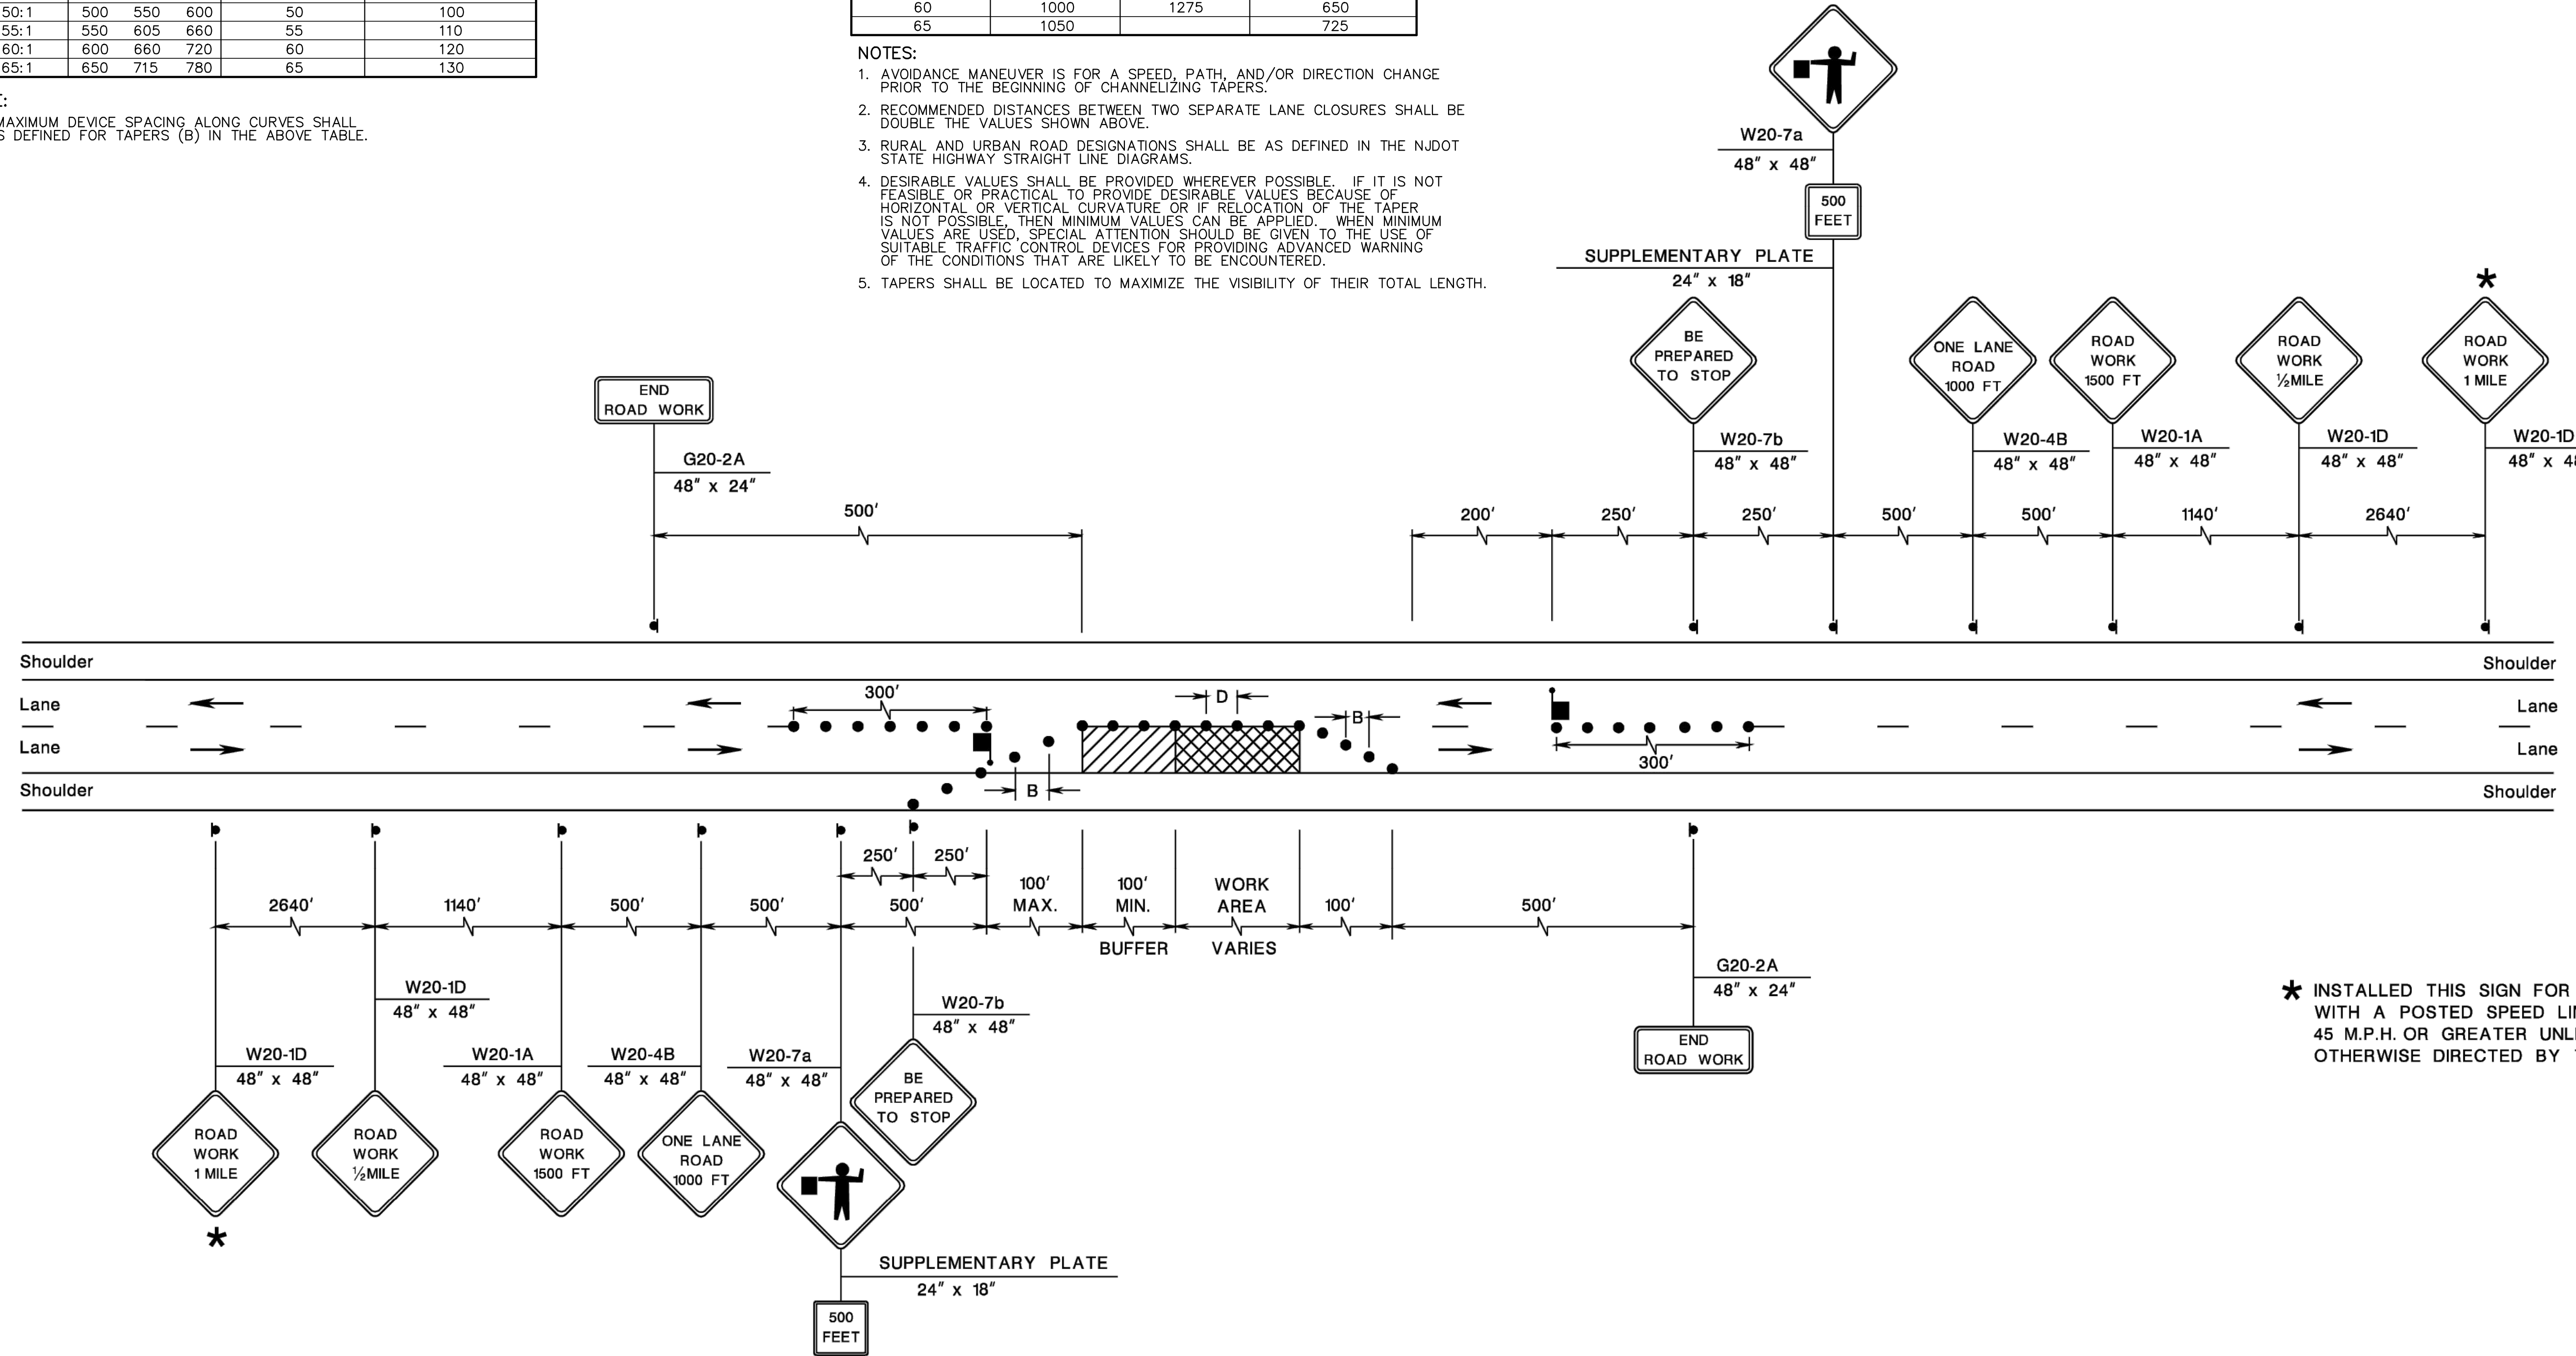 50:1 500 550 600 50 100
55:1 550 605 660 55 110
60:1 600 660 720 60 120
65:1 650 715 780 65 130
MAXIMUM DEVICE SPACING ALONG CURVES SHALL
DEFINED FOR TAPERS (B) IN THE ABOVE TABLE.
60 1000 1275 650
65 1050 725
NOTES:
1. AVOIDANCE MANEUVER IS FOR A SPEED, PATH, AND/OR DIRECTION CHANGE
PRIOR TO THE BEGINNING OF CHANNELIZING TAPERS.
2. RECOMMENDED DISTANCES BETWEEN TWO SEPARATE LANE CLOSURES SHALL BE
DOUBLE THE VALUES SHOWN ABOVE.
3. RURAL AND URBAN ROAD DESIGNATIONS SHALL BE AS DEFINED IN THE NJDOT
STATE HIGHWAY STRAIGHT LINE DIAGRAMS.
4. DESIRABLE VALUES SHALL BE PROVIDED WHEREVER POSSIBLE. IF IT IS NOT
FEASIBLE OR PRACTICAL TO PROVIDE DESIRABLE VALUES BECAUSE OF
HORIZONTAL OR VERTICAL CURVATURE OR IF RELOCATION OF THE TAPER
IS NOT POSSIBLE, THEN MINIMUM VALUES CAN BE APPLIED. WHEN MINIMUM
VALUES ARE USED, SPECIAL ATTENTION SHOULD BE GIVEN TO THE USE OF
SUITABLE TRAFFIC CONTROL DEVICES FOR PROVIDING ADVANCED WARNING
OF THE CONDITIONS THAT ARE LIKELY TO BE ENCOUNTERED.
5. TAPERS SHALL BE LOCATED TO MAXIMIZE THE VISIBILITY OF THEIR TOTAL LENGTH.
W20-7a
48" x 48"
500
FEET
SUPPLEMENTARY PLATE
24" x 18"
END
ROAD WORK
G20-2A
48" x 24"
BE
PREPARED
TO STOP
W20-7b
48" x 48"
ONE LANE
ROAD
1000 FT
W20-4B
48" x 48"
ROAD
WORK
1500 FT
W20-1A
48" x 48"
ROAD
WORK
½ MILE
W20-1D
48" x 48"
*
ROAD
WORK
1 MILE
W20-1D
48" x
500'
200' 250' 250' 500' 500' 1140' 2640'
Shoulder Shoulder
Lane Lane
Lane Lane
Shoulder Shoulder
300' D B 300'
B
250' 250'
2640' 1140' 500' 500' 500'
100'
MAX.
100'
MIN.
BUFFER
WORK
AREA
VARIES
100' 500'
W20-1D
48" x 48"
ROAD
WORK
1 MILE
*
W20-1D
48" x 48"
ROAD
WORK
½ MILE
W20-1A
48" x 48"
ROAD
WORK
1500 FT
W20-4B
48" x 48"
ONE LANE
ROAD
1000 FT
W20-7a
48" x 48"
W20-7b
48" x 48"
BE
PREPARED
TO STOP
SUPPLEMENTARY PLATE
24" x 18"
500
FEET
G20-2A
48" x 24"
END
ROAD WORK
* INSTALLED THIS SIGN FOR
WITH A POSTED SPEED
45 M.P.H. OR GREATER
OTHERWISE DIRECTED BY